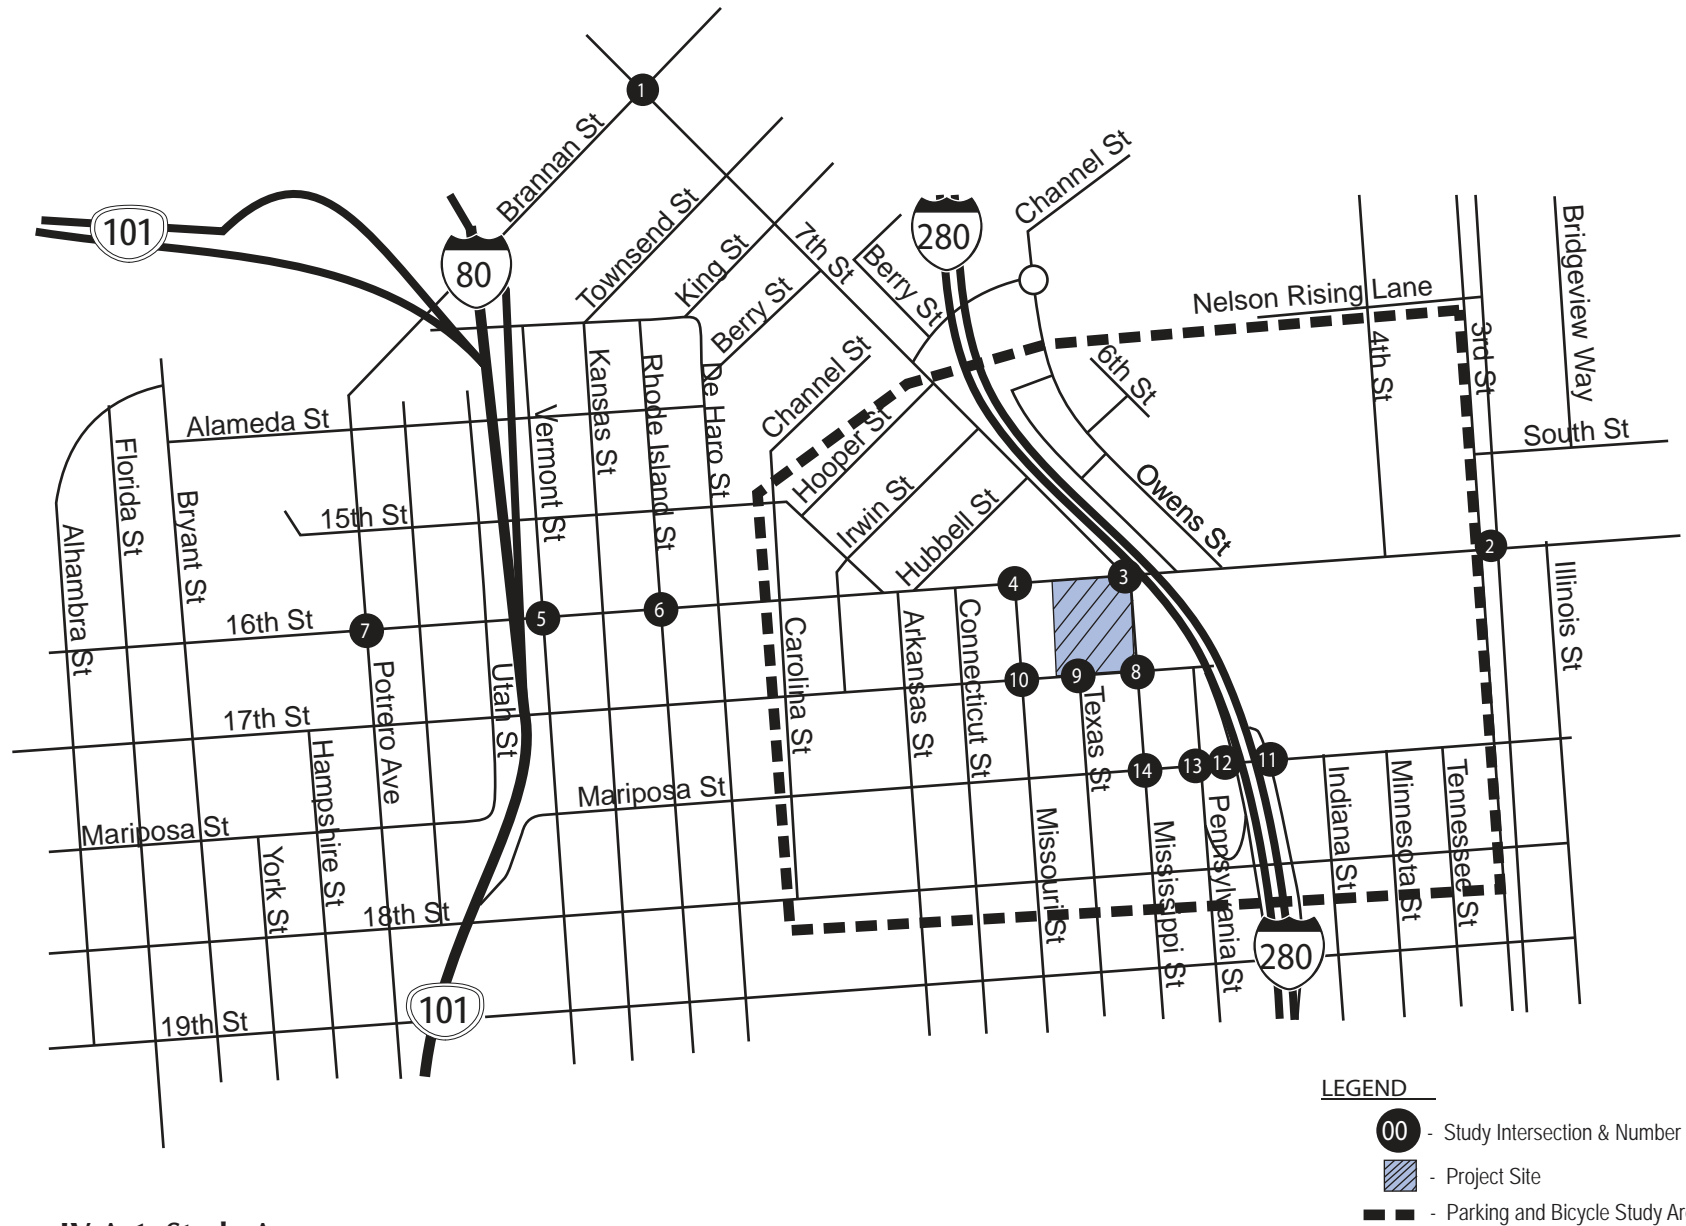 1
Brannan St
Channel St
101
80
Townsend St
King St
Berry St
7th St
Berry St
280
Nelson Rising Lane
Bridgeview Way
3rd St
4th St
6th St
South St
Channel St
Hooper St
Irwin St
Hubbell St
Owens St
Kansas St
Rhode Island St
De Haro St
Vermont St
Alameda St
Florida St
Bryant St
Alhambra St
15th St
16th St
7
5
6
4
3
2
Illinois St
Utah St
Potrero Ave
Carolina St
Arkansas St
Connecticut St
10
9
8
Texas St
17th St
Hampshire St
Mariposa St
York St
Mariposa St
14
13
12
11
Missouri St
Mississippi St
Pennsylvania St
Indiana St
Minnesota St
Tennessee St
18th St
280
101
19th St
LEGEND
00 - Study Intersection & Number
- Project Site
- Parking and Bicycle Study